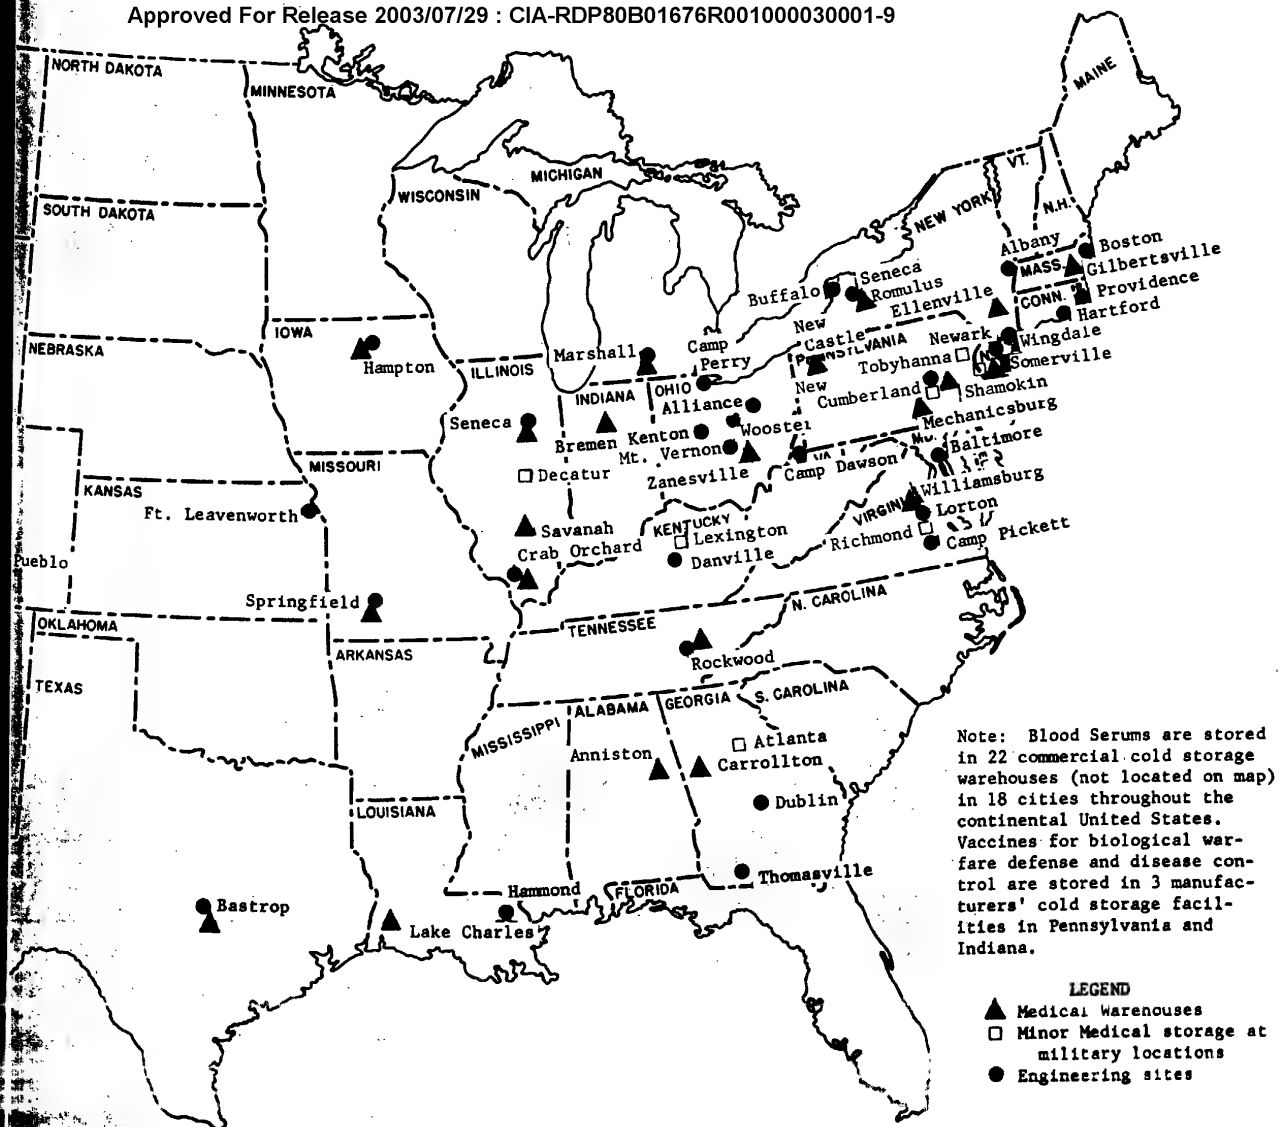 Approved For Release 2003/07/29 : CIA-RDP80B01676R001000030001-9
NORTH DAKOTA
MINNESOTA
MAINE
VT.
MICHIGAN
WISCONSIN
NEW YORK
N.H.
SOUTH DAKOTA
Albany
Boston
MASS.
Gilbertsville
Seneca
Buffalo
Romulus
Ellenville
CONN.
Providence
Hartford
IOWA
New
Castle
Camp
Perry
Newark
Wingdale
NEBRASKA
Marshall
Tobyhanna
Somerville
Hampton
ILLINOIS
INDIANA
OHIO
New
Cumberland
Shamokin
Alliance
Mechanicsburg
Seneca
Bremen
Kenton
Wooster
Mt. Vernon
Baltimore
MISSOURI
Decatur
Zanesville
VA
Camp Dawson
KANSAS
Williamsburg
Ft. Leavenworth
Savanah
KENTUCKY
Lexington
VIRGINIA
Lorton
Richmond
Camp Pickett
Crab Orchard
Danville
Pueblo
Springfield
N. CAROLINA
OKLAHOMA
TENNESSEE
ARKANSAS
Rockwood
TEXAS
S. CAROLINA
ALABAMA
GEORGIA
MISSISSIPPI
Atlanta
Anniston
Carrollton
LOUISIANA
Dublin
Thomasville
Hammond
FLORIDA
Bastrop
Lake Charles
Note: Blood Serums are stored
in 22 commercial cold storage
warehouses (not located on map)
in 18 cities throughout the
continental United States.
Vaccines for biological war-
fare defense and disease con-
trol are stored in 3 manufac-
turers' cold storage facil-
ities in Pennsylvania and
Indiana.
LEGEND
Medical Warenouses
Minor Medical storage at
military locations
Engineering sites